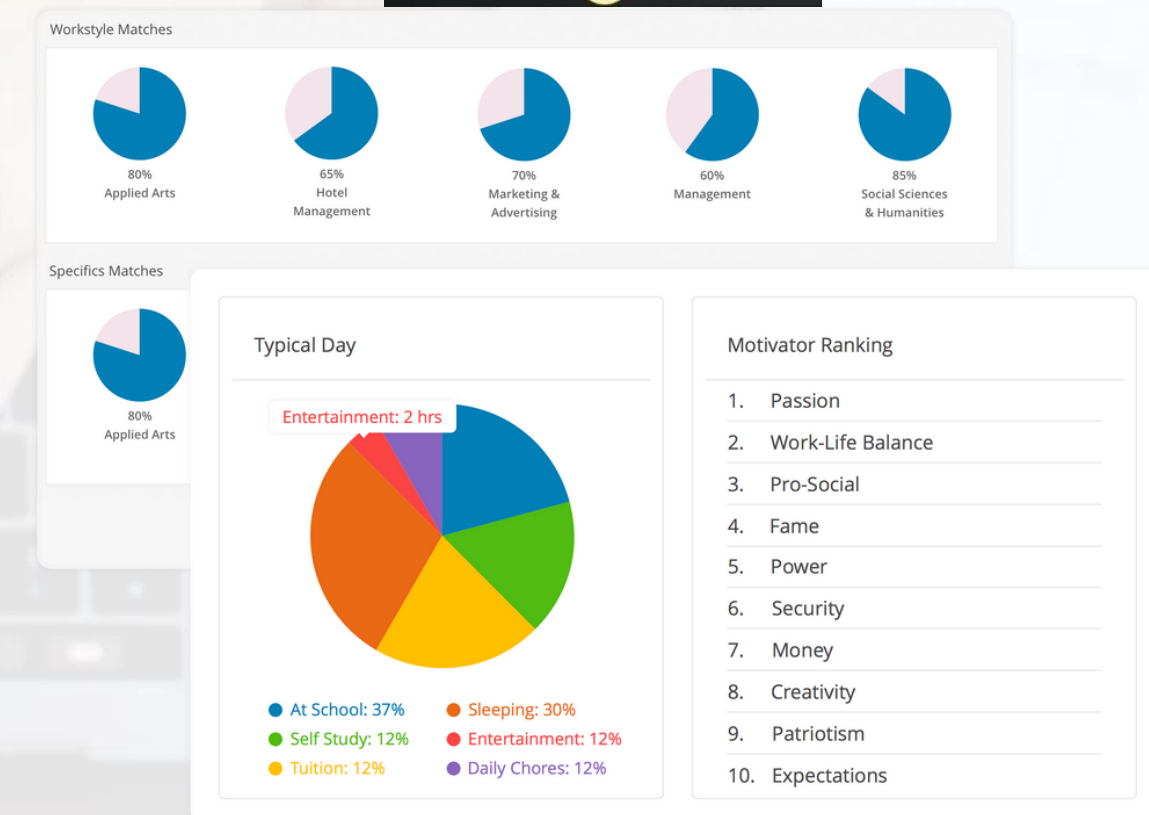 Workstyle Matches
80%
Applied Arts
65%
Hotel
Management
70%
Marketing &
Advertising
60%
Management
85%
Social Sciences
& Humanities
Specifics Matches
80%
Applied Arts
Typical Day
Entertainment: 2 hrs
At School: 37%
Sleeping: 30%
Self Study: 12%
Entertainment: 12%
Tuition: 12%
Daily Chores: 12%
Motivator Ranking
1. Passion
2. Work-Life Balance
3. Pro-Social
4. Fame
5. Power
6. Security
7. Money
8. Creativity
9. Patriotism
10. Expectations